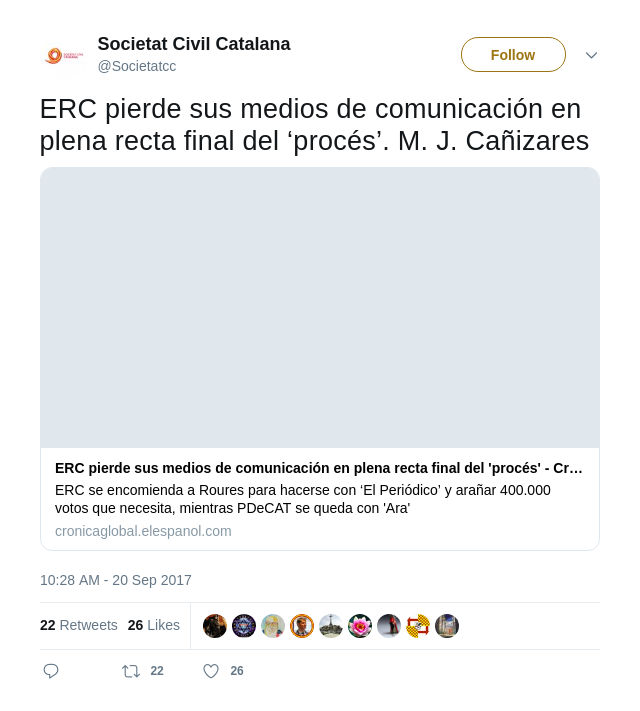 Societat Civil Catalana
@Societatcc
Follow
ERC pierde sus medios de comunicación en
plena recta final del ‘procés’. M. J. Cañizares
ERC pierde sus medios de comunicación en plena recta final del 'procés' - Cr…
ERC se encomienda a Roures para hacerse con ‘El Periódico’ y arañar 400.000
votos que necesita, mientras PDeCAT se queda con 'Ara'
cronicaglobal.elespanol.com
10:28 AM - 20 Sep 2017
22 Retweets 26 Likes
22 26